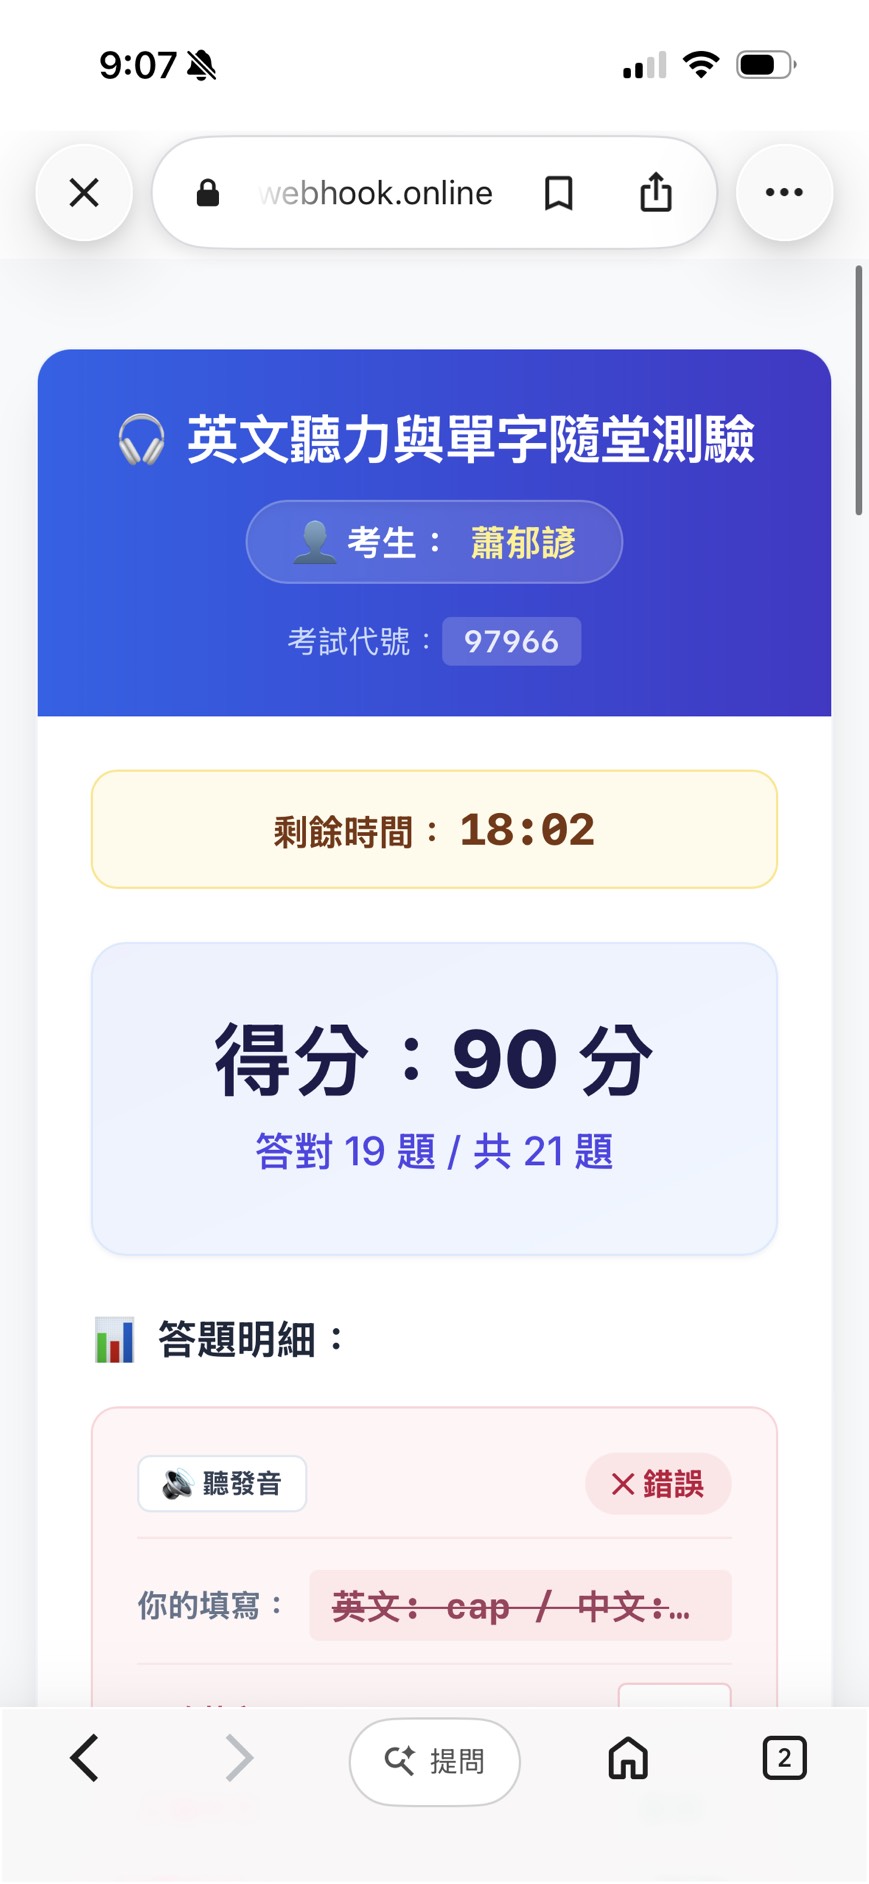 9:07
webhook.online
英文聽力與單字隨堂測驗
考生： 蕭郁諺
考試代號： 97966
剩餘時間： 18:02
得分：90 分
答對 19 題 / 共 21 題
答題明細：
聽發音
✕ 錯誤
你的填寫： 英文: cap / 中文:…
提問
2